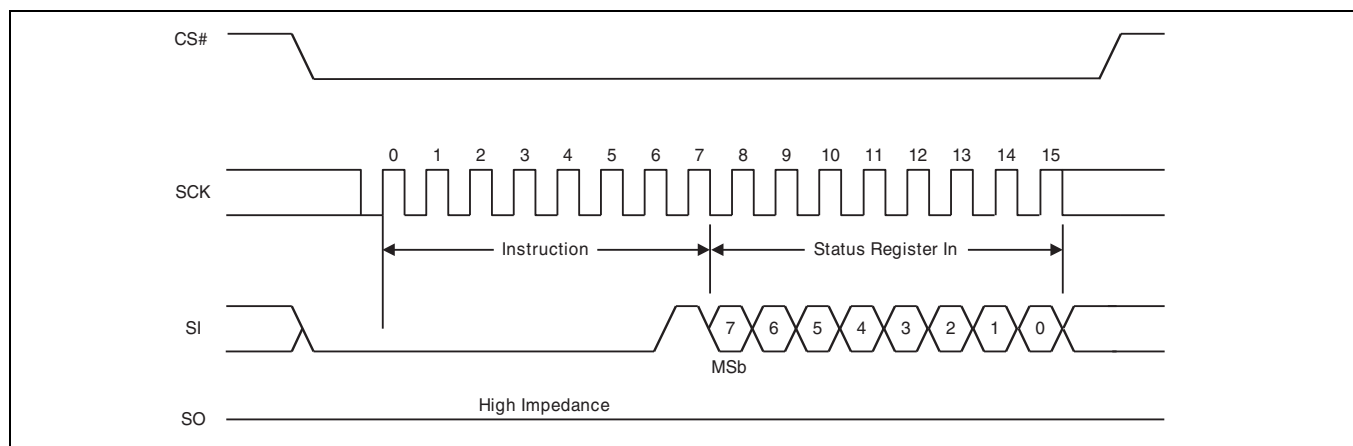 CS#
0 1 2 3 4 5 6 7 8 9 10 11 12 13 14 15
SCK
Instruction Status Register In
SI 7 6 5 4 3 2 1 0
MSb
High Impedance
SO